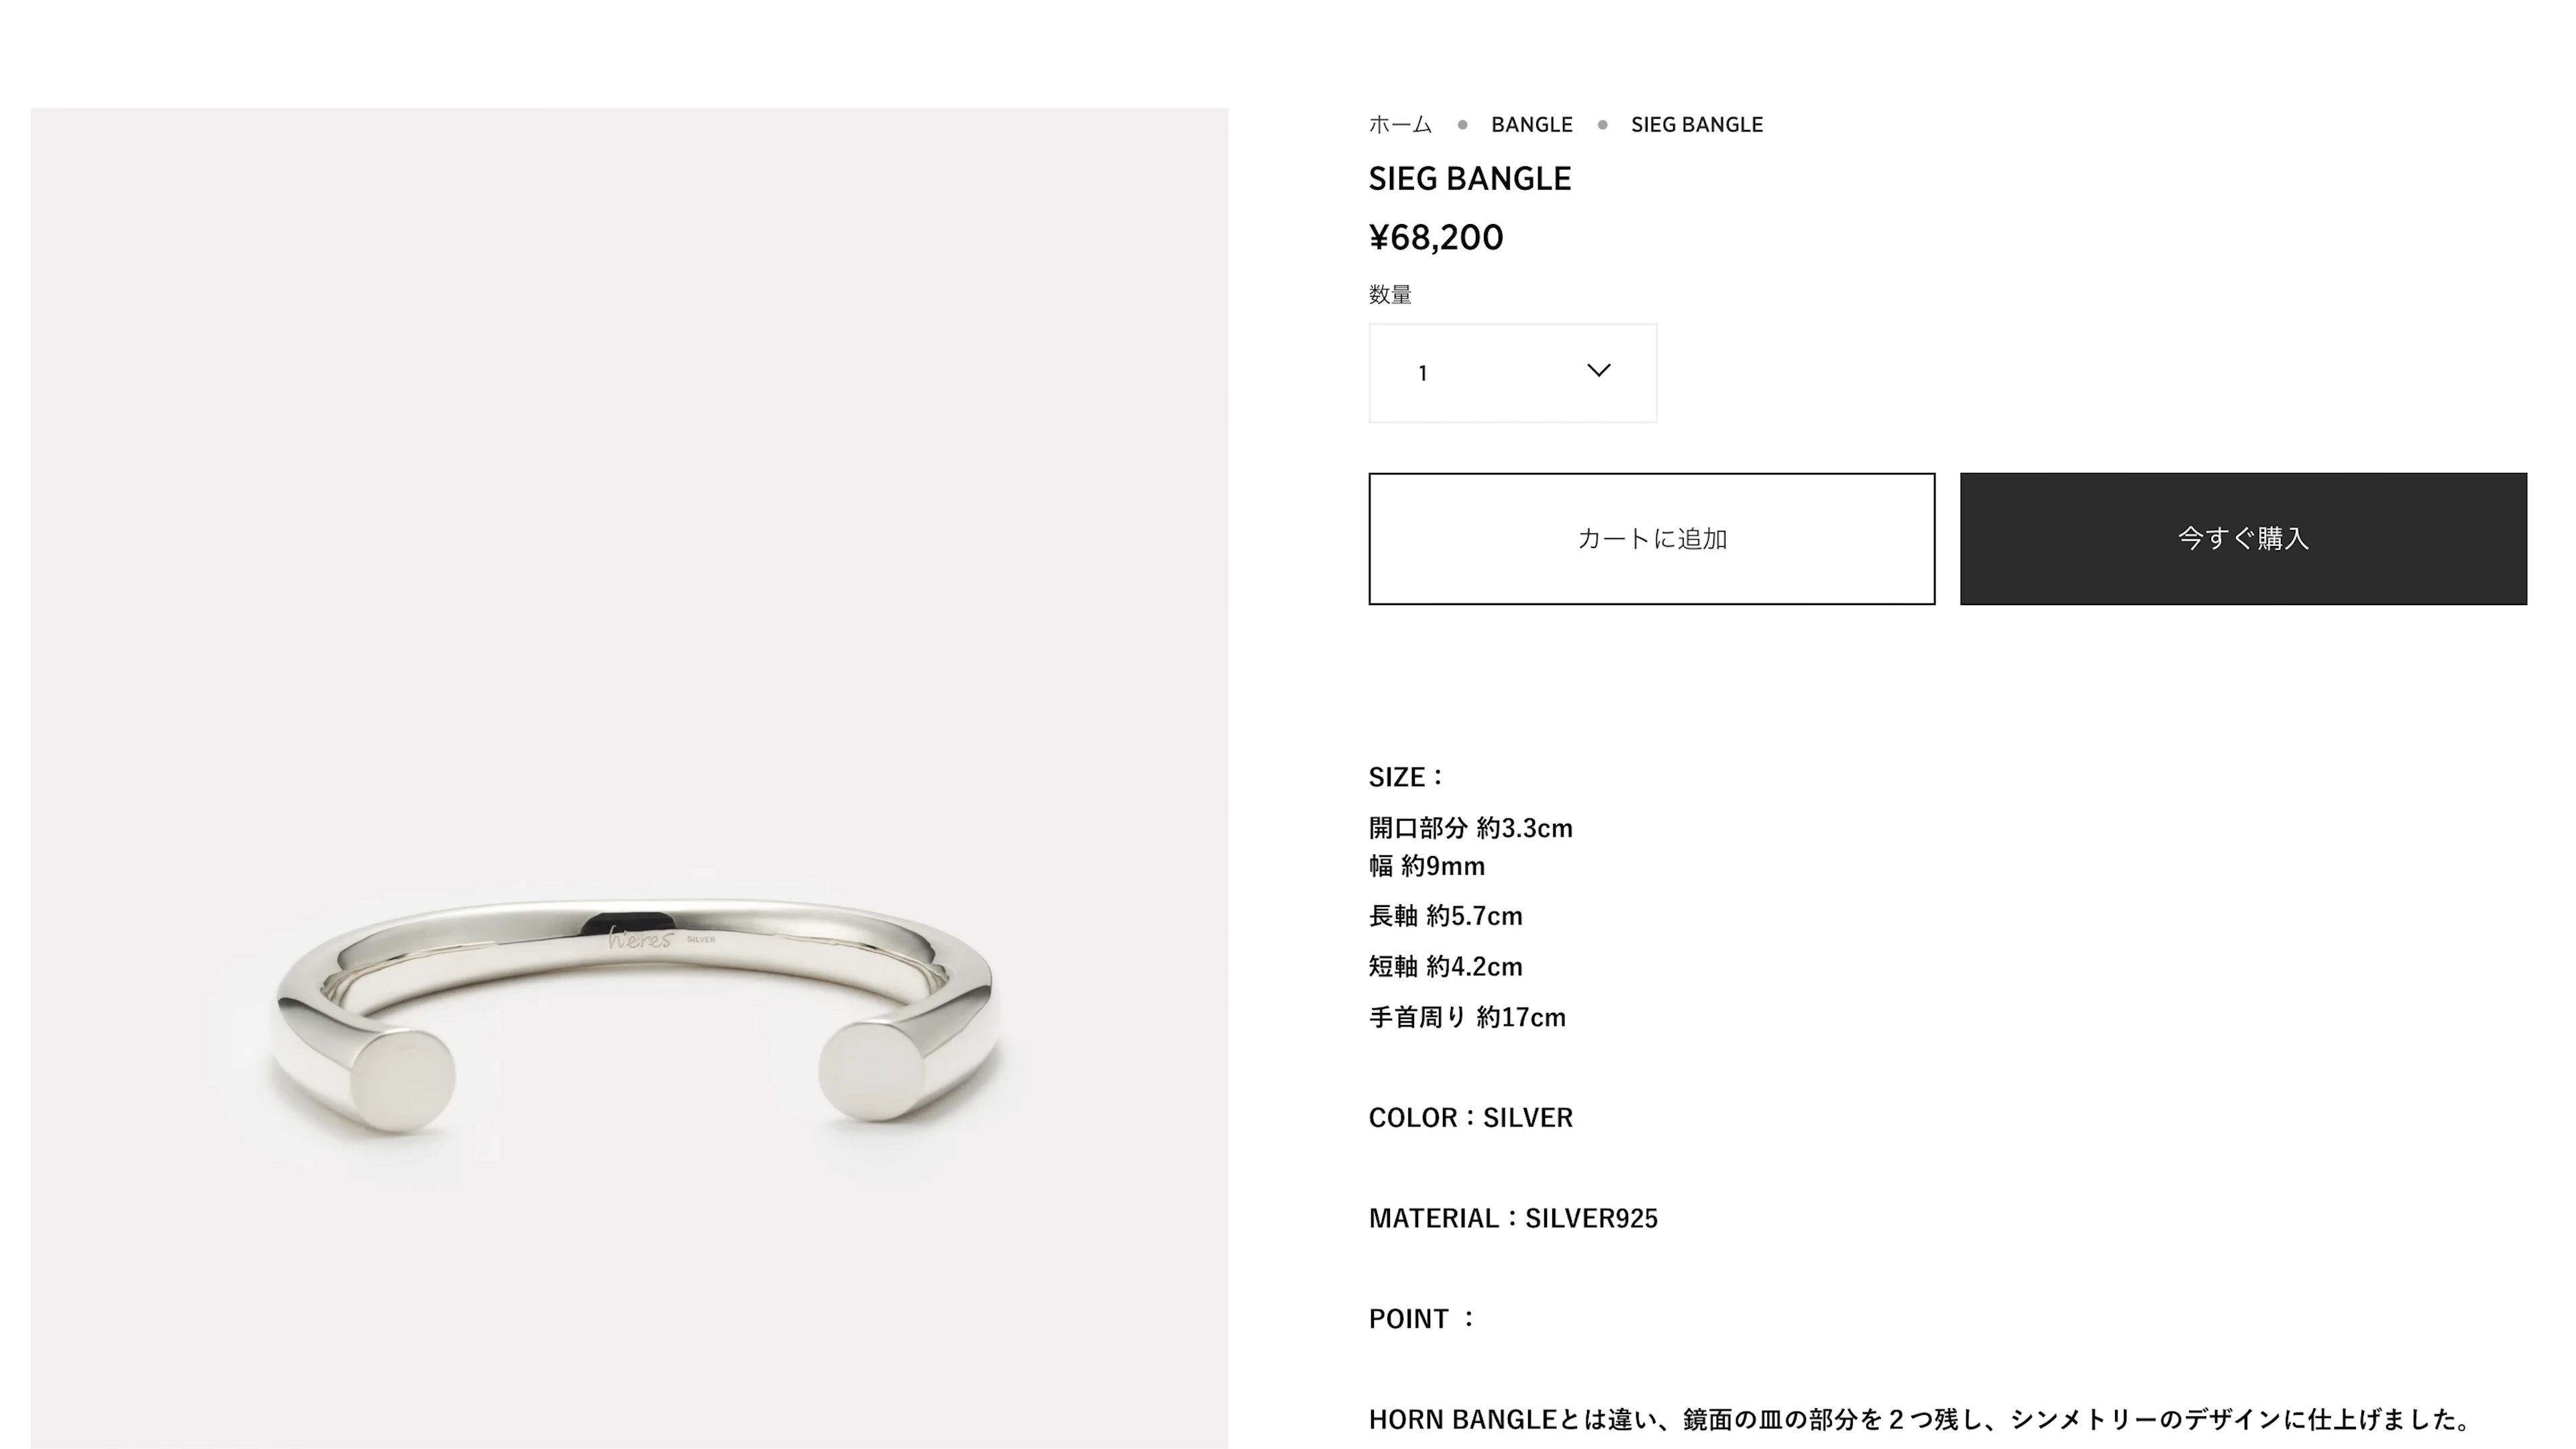 h'eres SILVER
ホーム ● BANGLE ● SIEG BANGLE
SIEG BANGLE
¥68,200
数量
1
カートに追加
今すぐ購入
SIZE：
開口部分 約3.3cm
幅 約9mm
長軸 約5.7cm
短軸 約4.2cm
手首周り 約17cm
COLOR：SILVER
MATERIAL：SILVER925
POINT ：
HORN BANGLEとは違い、鏡面の皿の部分を２つ残し、シンメトリーのデザインに仕上げました。